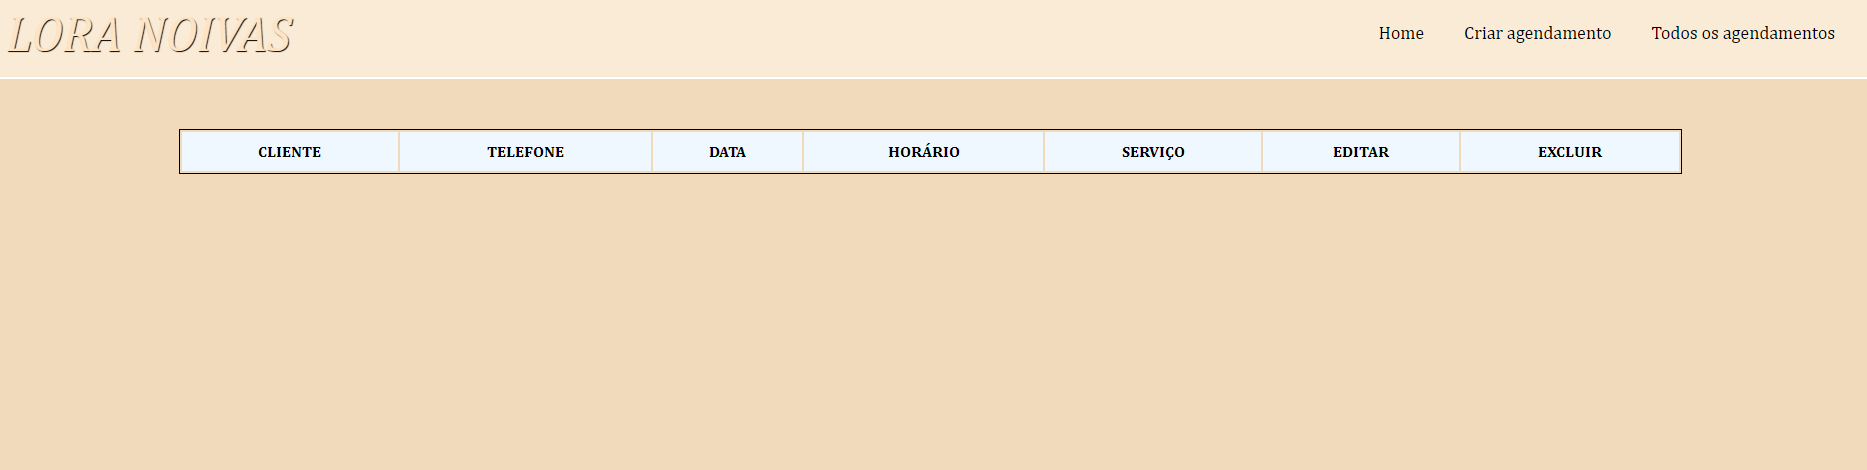 LORA NOIVAS
Home Criar agendamento Todos os agendamentos
CLIENTE TELEFONE DATA HORÁRIO SERVIÇO EDITAR EXCLUIR